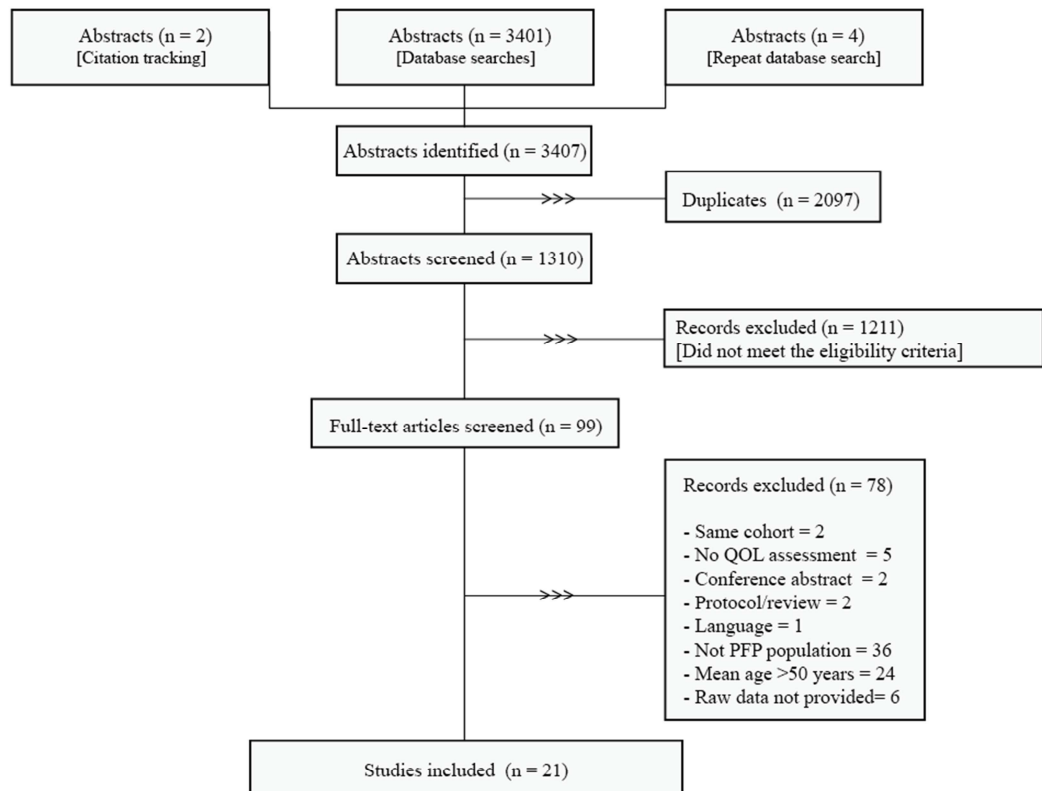 Abstracts (n = 2)
[Citation tracking]
Abstracts (n = 3401)
[Database searches]
Abstracts (n = 4)
[Repeat database search]
Abstracts identified (n = 3407)
>>>
Duplicates (n = 2097)
Abstracts screened (n = 1310)
>>>
Records excluded (n = 1211)
[Did not meet the eligibility criteria]
Full-text articles screened (n = 99)
>>>
Records excluded (n = 78)
- Same cohort = 2
- No QOL assessment = 5
- Conference abstract = 2
- Protocol/review = 2
- Language = 1
- Not PFP population = 36
- Mean age >50 years = 24
- Raw data not provided= 6
Studies included (n = 21)